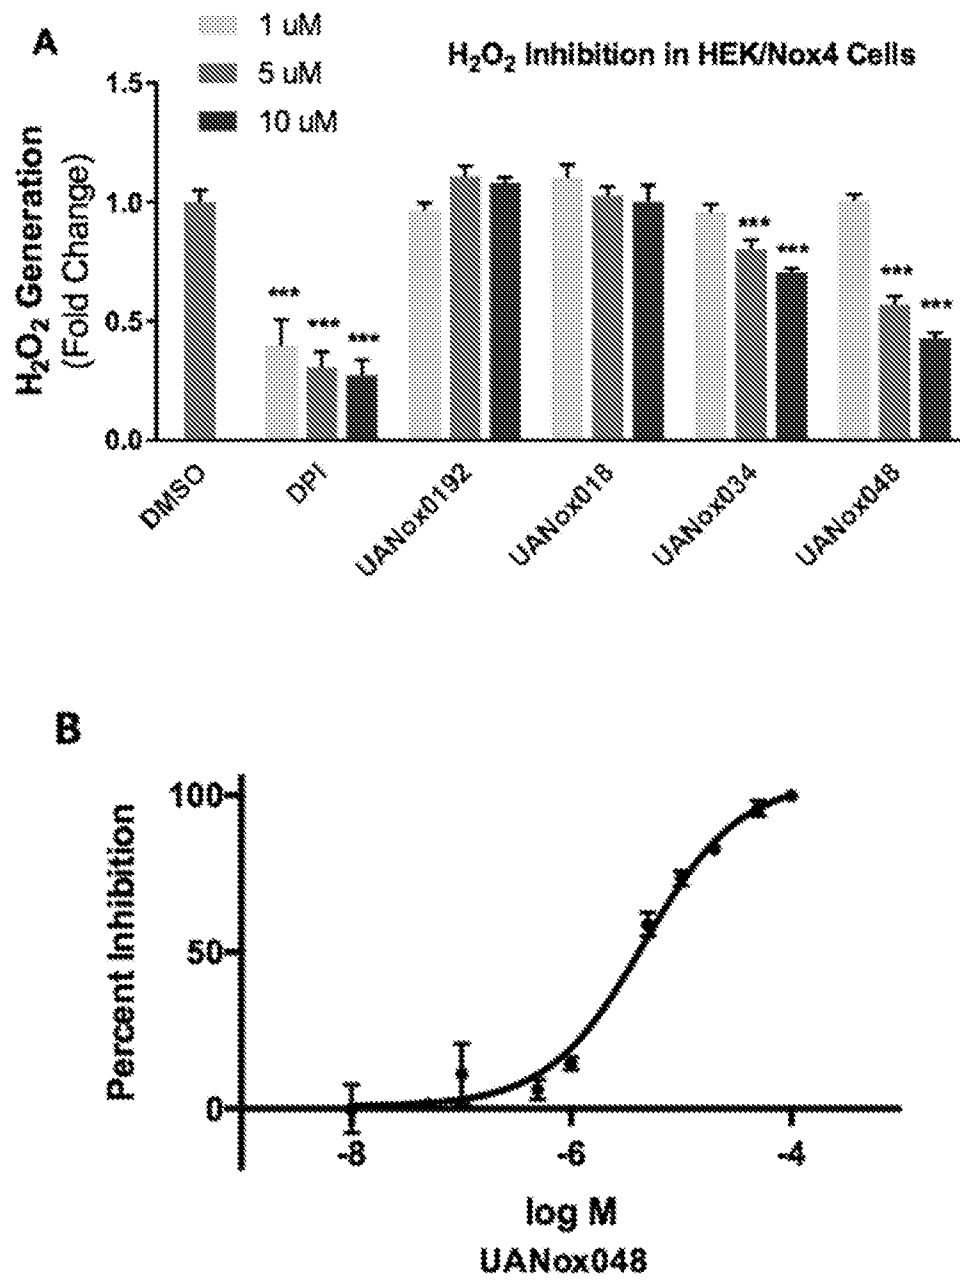 A
1 uM
5 uM
10 uM
H₂O₂ Inhibition in HEK/Nox4 Cells
H₂O₂ Generation
(Fold Change)
1.5
1.0
0.5
0.0
***
***
***
***
***
***
***
DMSO
DPI
UANox0192
UANox018
UANox034
UANox048
B
Percent Inhibition
100
50
0
-8
-6
-4
log M
UANox048